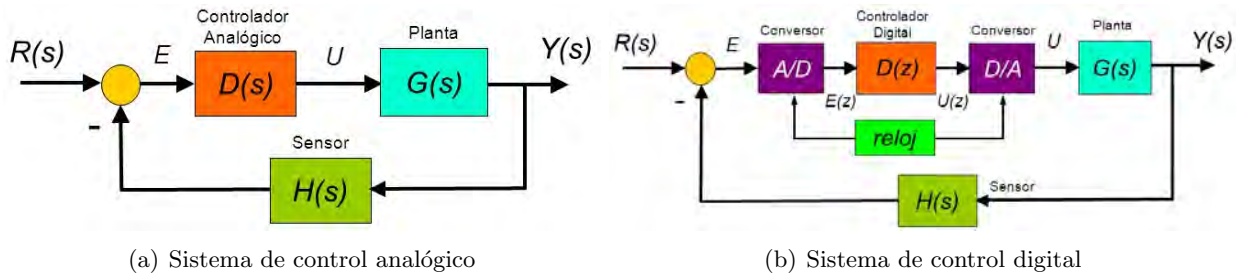 Controlador
Analógico
Planta
R(s)
E
D(s)
U
G(s)
Y(s)
-
Sensor
H(s)
(a) Sistema de control analógico
Conversor
Controlador
Digital
Conversor
Planta
R(s)
E
A/D
D(z)
D/A
U
G(s)
Y(s)
-
E(z)
U(z)
reloj
Sensor
H(s)
(b) Sistema de control digital